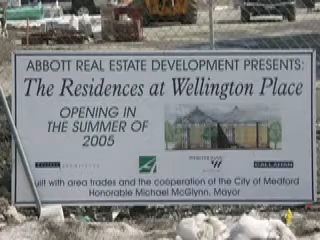 ABBOTT REAL ESTATE DEVELOPMENT PRESENTS:
The Residences at Wellington Place
OPENING IN
THE SUMMER OF
2005
CALLAHAN
uilt with area trades and the cooperation of the City of Medford
Honorable Michael McGlynn, Mayor